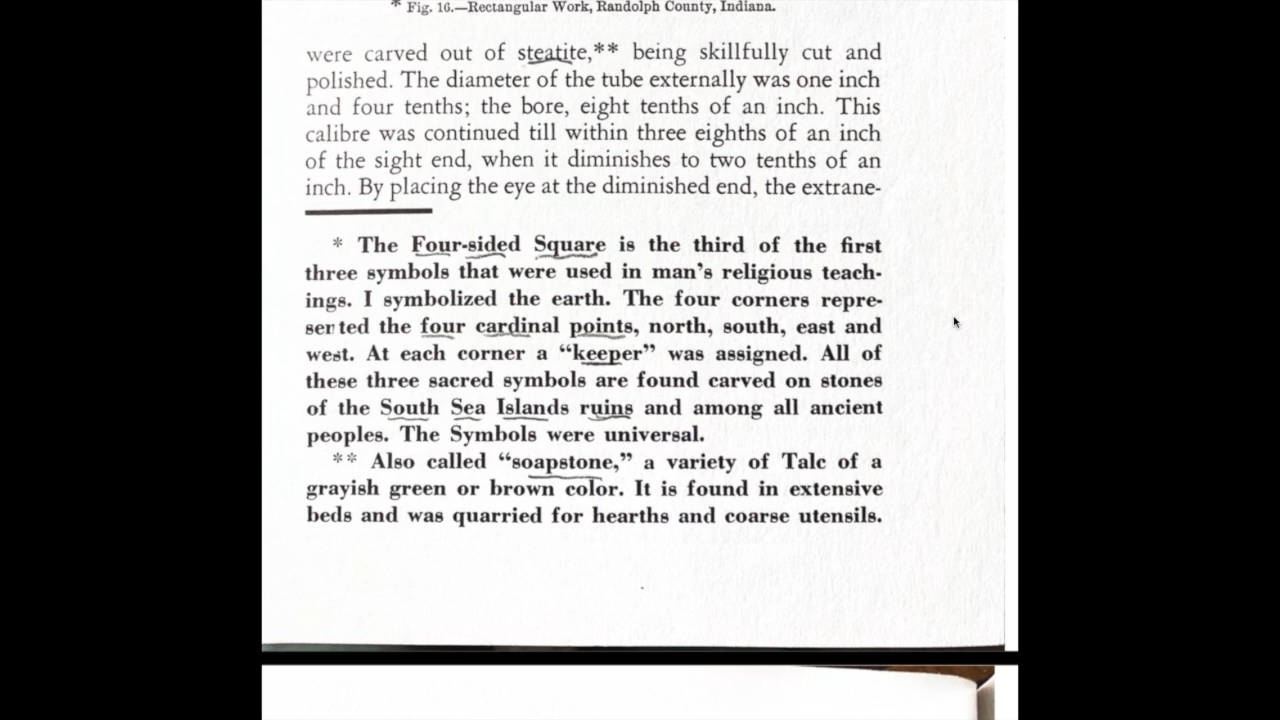 * Fig. 16.—Rectangular Work, Randolph County, Indiana.
were carved out of steatite,** being skillfully cut and
polished. The diameter of the tube externally was one inch
and four tenths; the bore, eight tenths of an inch. This
calibre was continued till within three eighths of an inch
of the sight end, when it diminishes to two tenths of an
inch. By placing the eye at the diminished end, the extrane-
* The Four-sided Square is the third of the first
three symbols that were used in man's religious teach-
ings. I symbolized the earth. The four corners repre-
sented the four cardinal points, north, south, east and
west. At each corner a “keeper” was assigned. All of
these three sacred symbols are found carved on stones
of the South Sea Islands ruins and among all ancient
peoples. The Symbols were universal.
** Also called “soapstone,” a variety of Talc of a
grayish green or brown color. It is found in extensive
beds and was quarried for hearths and coarse utensils.